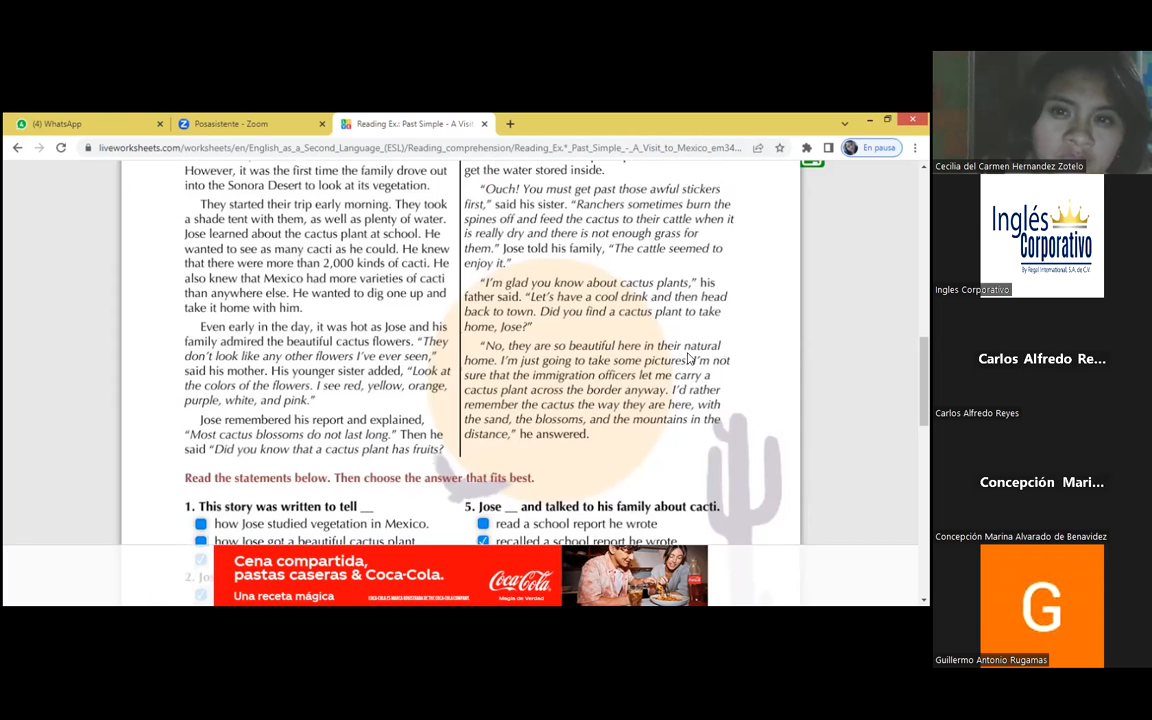 (4) WhatsApp
Posasistente - Zoom
Reading Ex.: Past Simple - A Visit
liveworksheets.com/worksheets/en/English_as_a_Second_Language_(ESL)/Reading_comprehension/Reading_Ex.*_Past_Simple_-_A_Visit_to_Mexico_em34...
En pausa
However, it was the first time the family drove out
into the Sonora Desert to look at its vegetation.
They started their trip early morning. They took
a shade tent with them, as well as plenty of water.
Jose learned about the cactus plant at school. He
wanted to see as many cacti as he could. He knew
that there were more than 2,000 kinds of cacti. He
also knew that Mexico had more varieties of cacti
than anywhere else. He wanted to dig one up and
take it home with him.
Even early in the day, it was hot as Jose and his
family admired the beautiful cactus flowers. “They
don’t look like any other flowers I’ve ever seen,”
said his mother. His younger sister added, “Look at
the colors of the flowers. I see red, yellow, orange,
purple, white, and pink.”
Jose remembered his report and explained,
“Most cactus blossoms do not last long.” Then he
said “Did you know that a cactus plant has fruits?
get the water stored inside.
“Ouch! You must get past those awful stickers
first,” said his sister. “Ranchers sometimes burn the
spines off and feed the cactus to their cattle when it
is really dry and there is not enough grass for
them.” Jose told his family, “The cattle seemed to
enjoy it.”
“I’m glad you know about cactus plants,” his
father said. “Let’s have a cool drink and then head
back to town. Did you find a cactus plant to take
home, Jose?”
“No, they are so beautiful here in their natural
home. I’m just going to take some pictures. I’m not
sure that the immigration officers let me carry a
cactus plant across the border anyway. I’d rather
remember the cactus the way they are here, with
the sand, the blossoms, and the mountains in the
distance,” he answered.
Read the statements below. Then choose the answer that fits best.
1. This story was written to tell __
how Jose studied vegetation in Mexico.
how Jose got a beautiful cactus plant
2. Jos
5. Jose __ and talked to his family about cacti.
read a school report he wrote
recalled a school report he wrote
Cena compartida,
pastas caseras & Coca-Cola.
Una receta mágica
Coca-Cola
Magia de Verdad
Cecilia del Carmen Hernandez Zotelo
Inglés
Corporativo
By Regal International, S.A. de C.V.
Ingles Corporativo
Carlos Alfredo Re...
Carlos Alfredo Reyes
Concepción Mari...
Concepción Marina Alvarado de Benavidez
G
Guillermo Antonio Rugamas